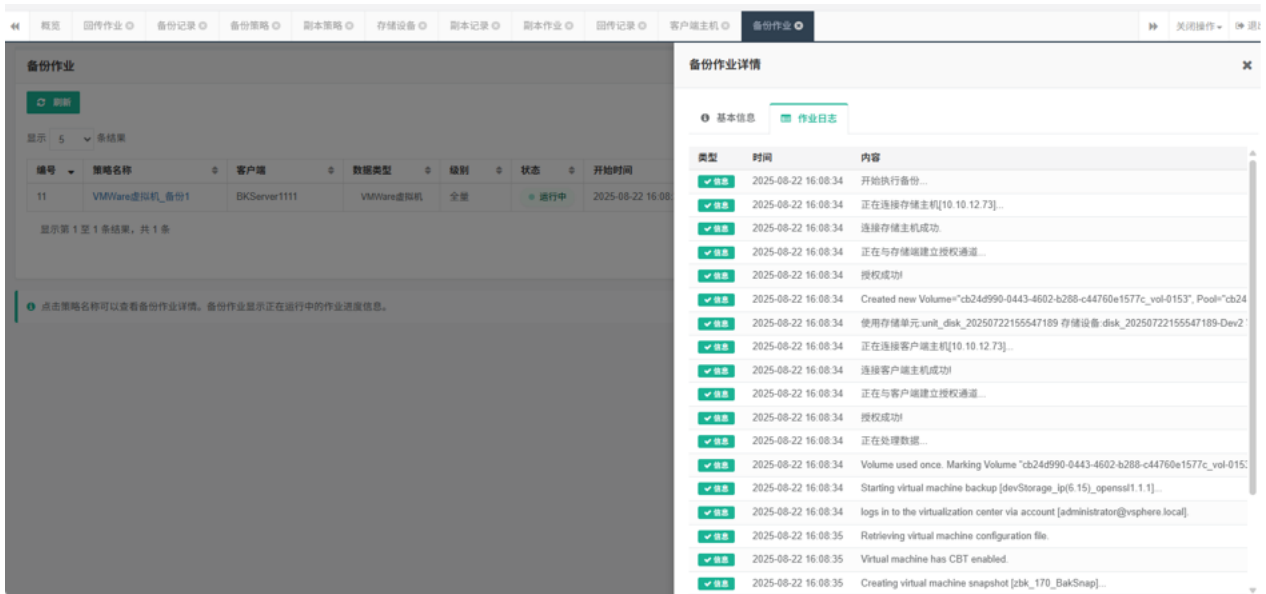 概览 回传作业 备份记录 备份策略 副本策略 存储设备 副本记录 副本作业 回传记录 客户端主机 备份作业 关闭操作
备份作业
刷新
显示 5 条结果
编号 策略名称 客户端 数据类型 级别 状态 开始时间
11 VMWare虚拟机_备份1 BKServer1111 VMWare虚拟机 全量 运行中 2025-08-22 16:08:
显示第 1 至 1 条结果，共 1 条
点击策略名称可以查看备份作业详情。备份作业显示正在运行中的作业进度信息。
备份作业详情
基本信息 作业日志
类型 时间 内容
信息 2025-08-22 16:08:34 开始执行备份...
信息 2025-08-22 16:08:34 正在连接存储主机[10.10.12.73]...
信息 2025-08-22 16:08:34 连接存储主机成功.
信息 2025-08-22 16:08:34 正在与存储端建立授权通道...
信息 2025-08-22 16:08:34 授权成功!
信息 2025-08-22 16:08:34 Created new Volume="cb24d990-0443-4602-b288-c44760e1577c_vol-0153", Pool="cb24
信息 2025-08-22 16:08:34 使用存储单元:unit_disk_20250722155547189 存储设备:disk_20250722155547189-Dev2
信息 2025-08-22 16:08:34 正在连接客户端主机[10.10.12.73]...
信息 2025-08-22 16:08:34 连接客户端主机成功!
信息 2025-08-22 16:08:34 正在与客户端建立授权通道...
信息 2025-08-22 16:08:34 授权成功!
信息 2025-08-22 16:08:34 正在处理数据...
信息 2025-08-22 16:08:34 Volume used once. Marking Volume "cb24d990-0443-4602-b288-c44760e1577c_vol-0153
信息 2025-08-22 16:08:34 Starting virtual machine backup [devStorage_ip(6.15)_openssl1.1.1]...
信息 2025-08-22 16:08:34 logs in to the virtualization center via account [administrator@vsphere.local].
信息 2025-08-22 16:08:35 Retrieving virtual machine configuration file.
信息 2025-08-22 16:08:35 Virtual machine has CBT enabled.
信息 2025-08-22 16:08:35 Creating virtual machine snapshot [zbk_170_BakSnap]...